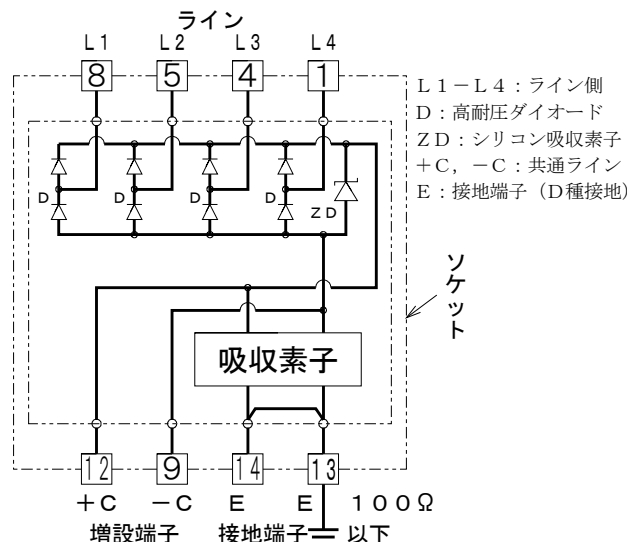 ライン
L1 L2 L3 L4
8 5 4 1
L1-L4:ライン側
D:高耐圧ダイオード
ZD:シリコン吸収素子
+C,-C:共通ライン
E:接地端子(D種接地)
D D D D ZD
ソケット
吸収素子
12 9 14 13
+C -C E E 100Ω
増設端子 接地端子 以下